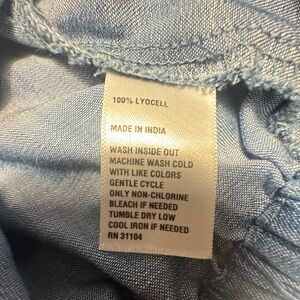 100% LYOCELL
MADE IN INDIA
WASH INSIDE OUT
MACHINE WASH COLD
WITH LIKE COLORS
GENTLE CYCLE
ONLY NON-CHLORINE
BLEACH IF NEEDED
TUMBLE DRY LOW
COOL IRON IF NEEDED
RN 31104